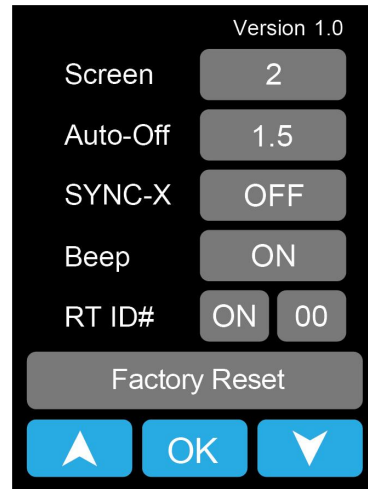 Version 1.0
Screen 2
Auto-Off 1.5
SYNC-X OFF
Beep ON
RT ID# ON 00
Factory Reset
OK